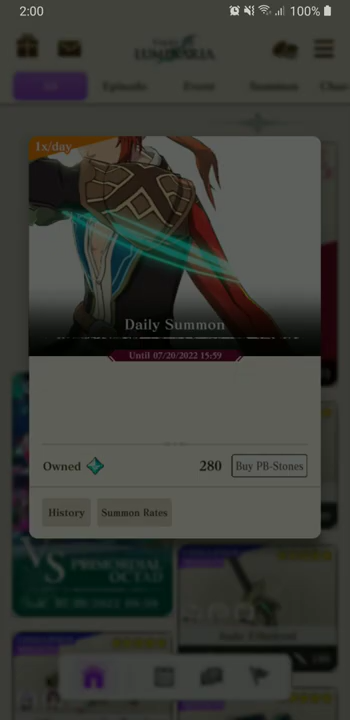 2:00
100%
LUMINARIA
Episode
Event
Summon
1x/day
Daily Summon
Until 07/20/2022 15:59
Owned
280
Buy PB-Stones
History
Summon Rates
VS PRIMORDIAL
OCTAD